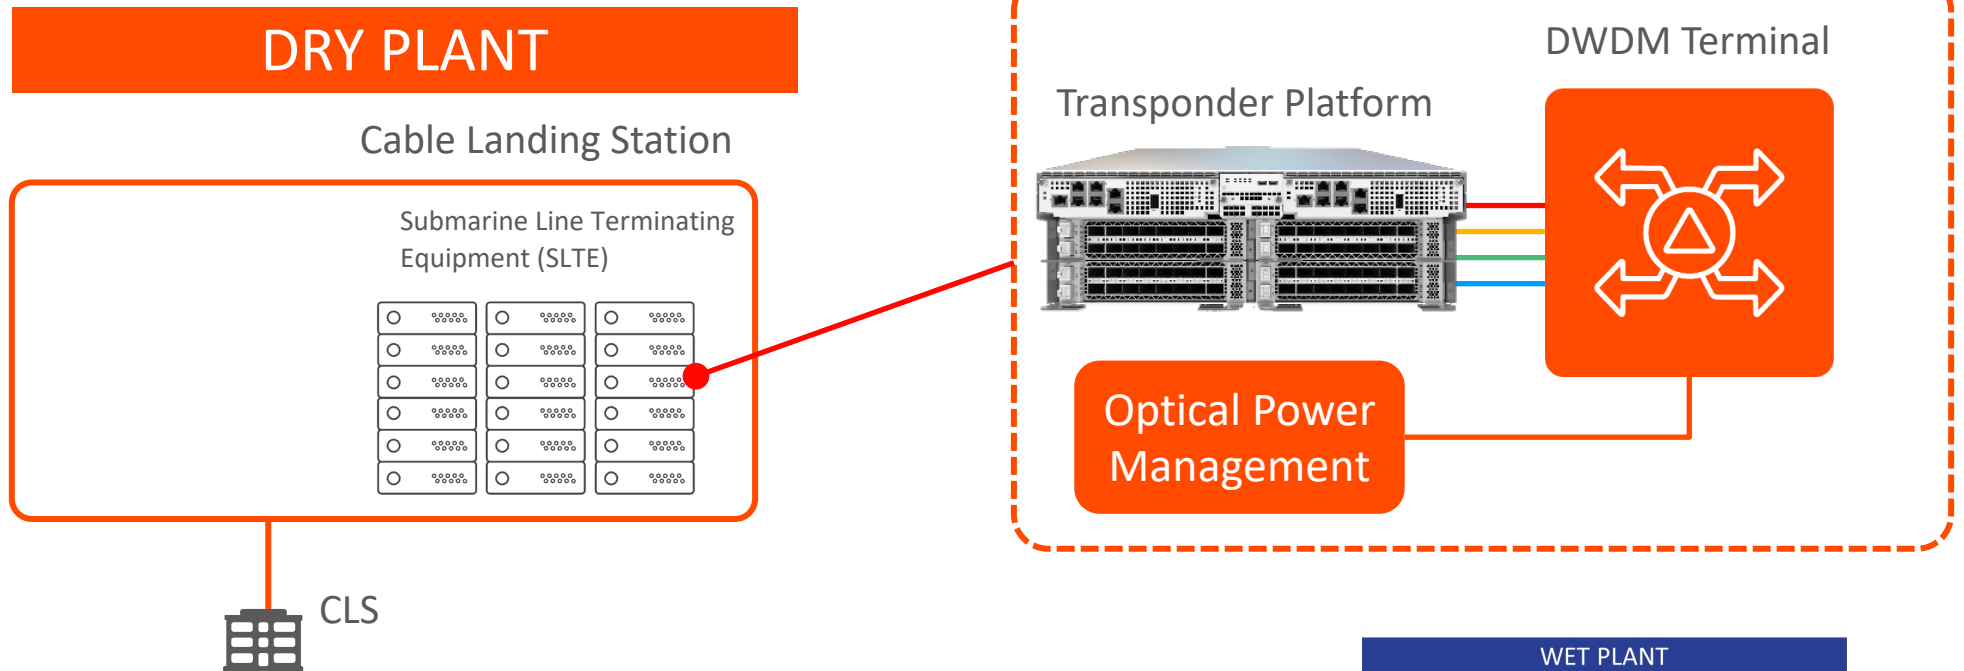 DRY PLANT
Cable Landing Station
Submarine Line Terminating
Equipment (SLTE)
CLS
DWDM Terminal
Transponder Platform
Optical Power
Management
WET PLANT